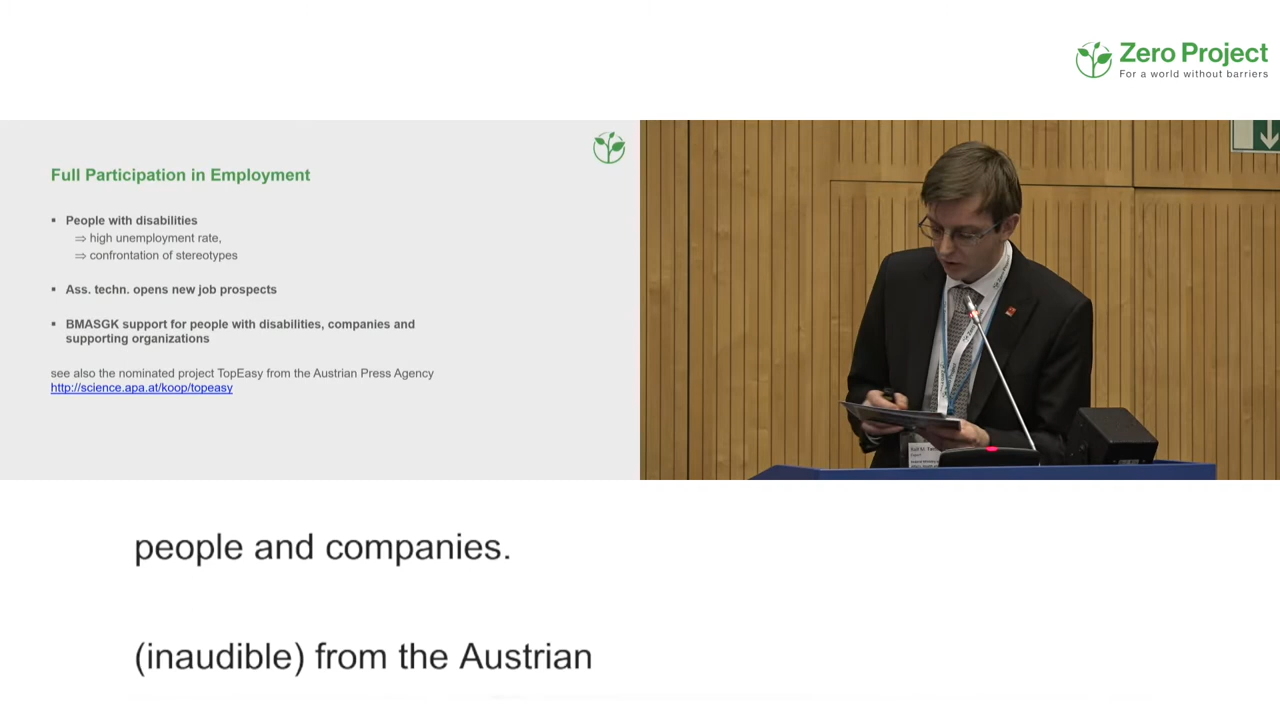 Zero Project
For a world without barriers
Full Participation in Employment
▪ People with disabilities
⇒ high unemployment rate,
⇒ confrontation of stereotypes
▪ Ass. techn. opens new job prospects
▪ BMASGK support for people with disabilities, companies and
supporting organizations
see also the nominated project TopEasy from the Austrian Press Agency
http://science.apa.at/koop/topeasy
people and companies.
(inaudible) from the Austrian